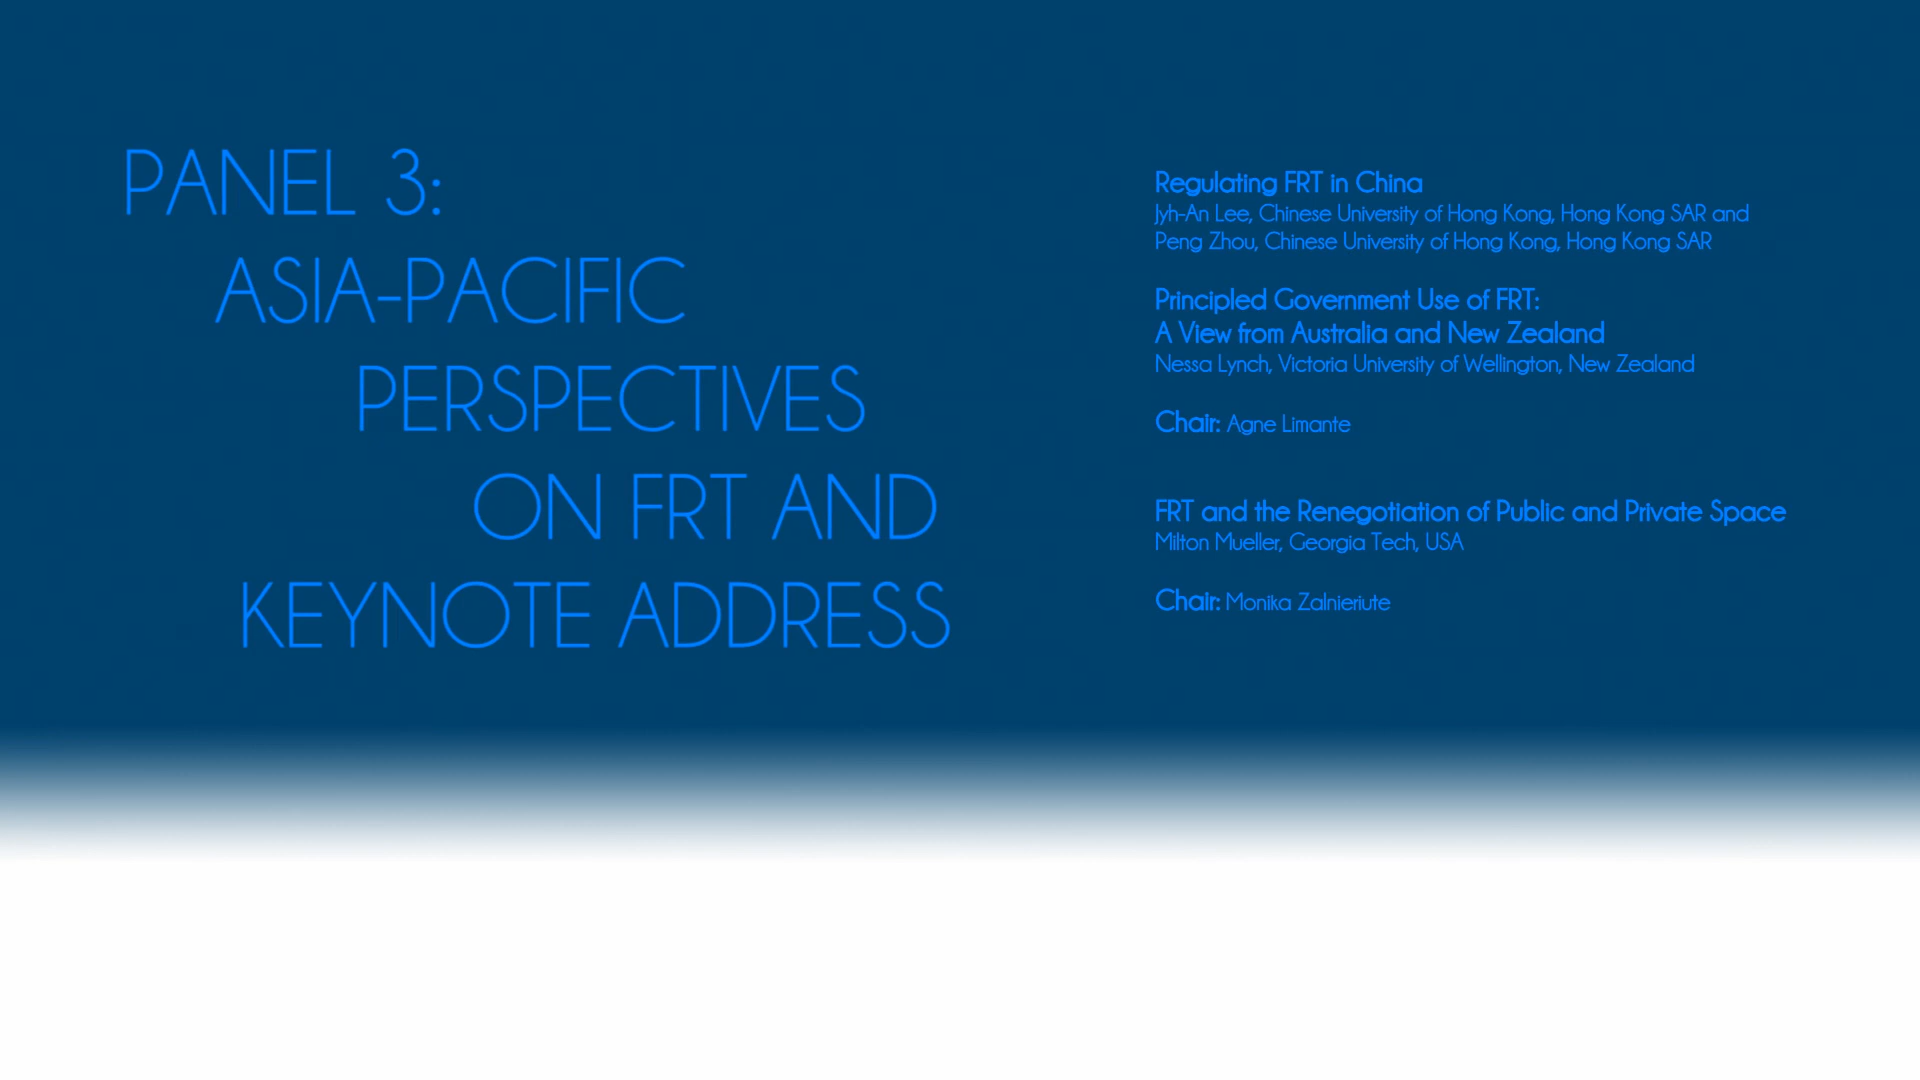 PANEL 3:
ASIA-PACIFIC
PERSPECTIVES
ON FRT AND
KEYNOTE ADDRESS
Regulating FRT in China
Jyh-An Lee, Chinese University of Hong Kong, Hong Kong SAR and
Peng Zhou, Chinese University of Hong Kong, Hong Kong SAR
Principled Government Use of FRT:
A View from Australia and New Zealand
Nessa Lynch, Victoria University of Wellington, New Zealand
Chair: Agne Limante
FRT and the Renegotiation of Public and Private Space
Milton Mueller, Georgia Tech, USA
Chair: Monika Zalnieriute